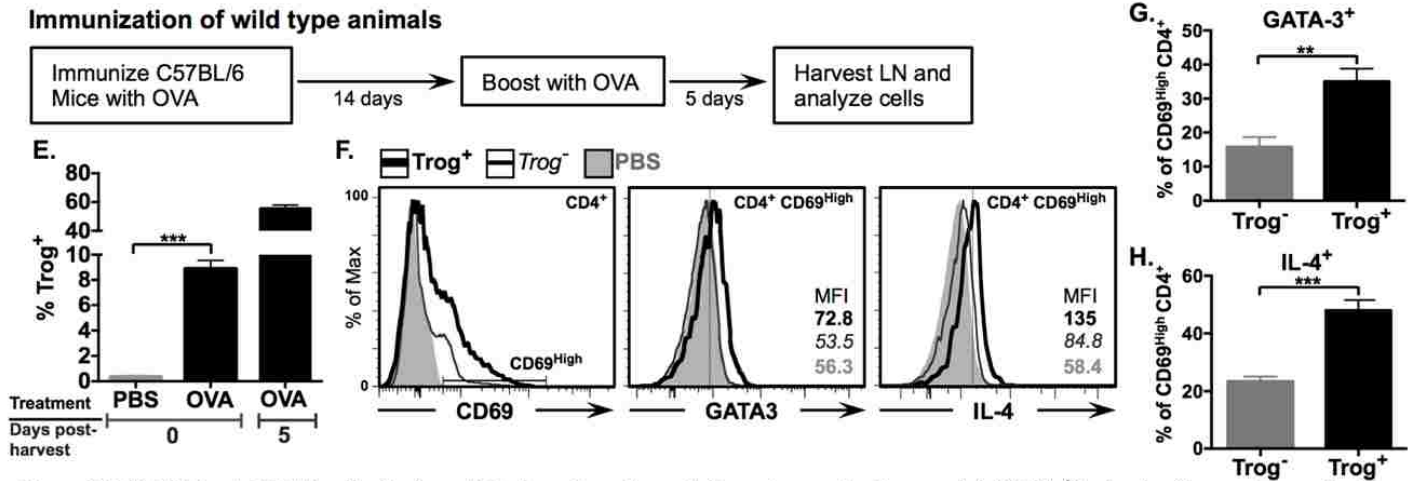 Immunization of wild type animals
Immunize C57BL/6
Mice with OVA
14 days
Boost with OVA
5 days
Harvest LN and
analyze cells
E.
% Trog+
80
60
40
10
8
6
4
2
0
***
Treatment
PBS
OVA
OVA
Days post-
harvest
0
5
F.
Trog+
Trog-
PBS
% of Max
100
0
CD4+
CD69High
CD69
CD4+ CD69High
MFI
72.8
53.5
56.3
GATA3
CD4+ CD69High
MFI
135
84.8
58.4
IL-4
G.
GATA-3+
% of CD69High CD4+
50
40
30
20
10
0
**
Trog-
Trog+
H.
IL-4+
% of CD69High CD4+
60
40
20
0
***
Trog-
Trog+